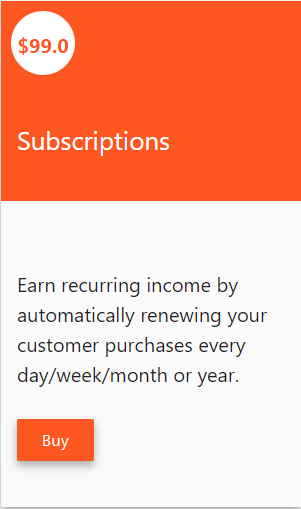 $99.0
Subscriptions
Earn recurring income by
automatically renewing your
customer purchases every
day/week/month or year.
Buy